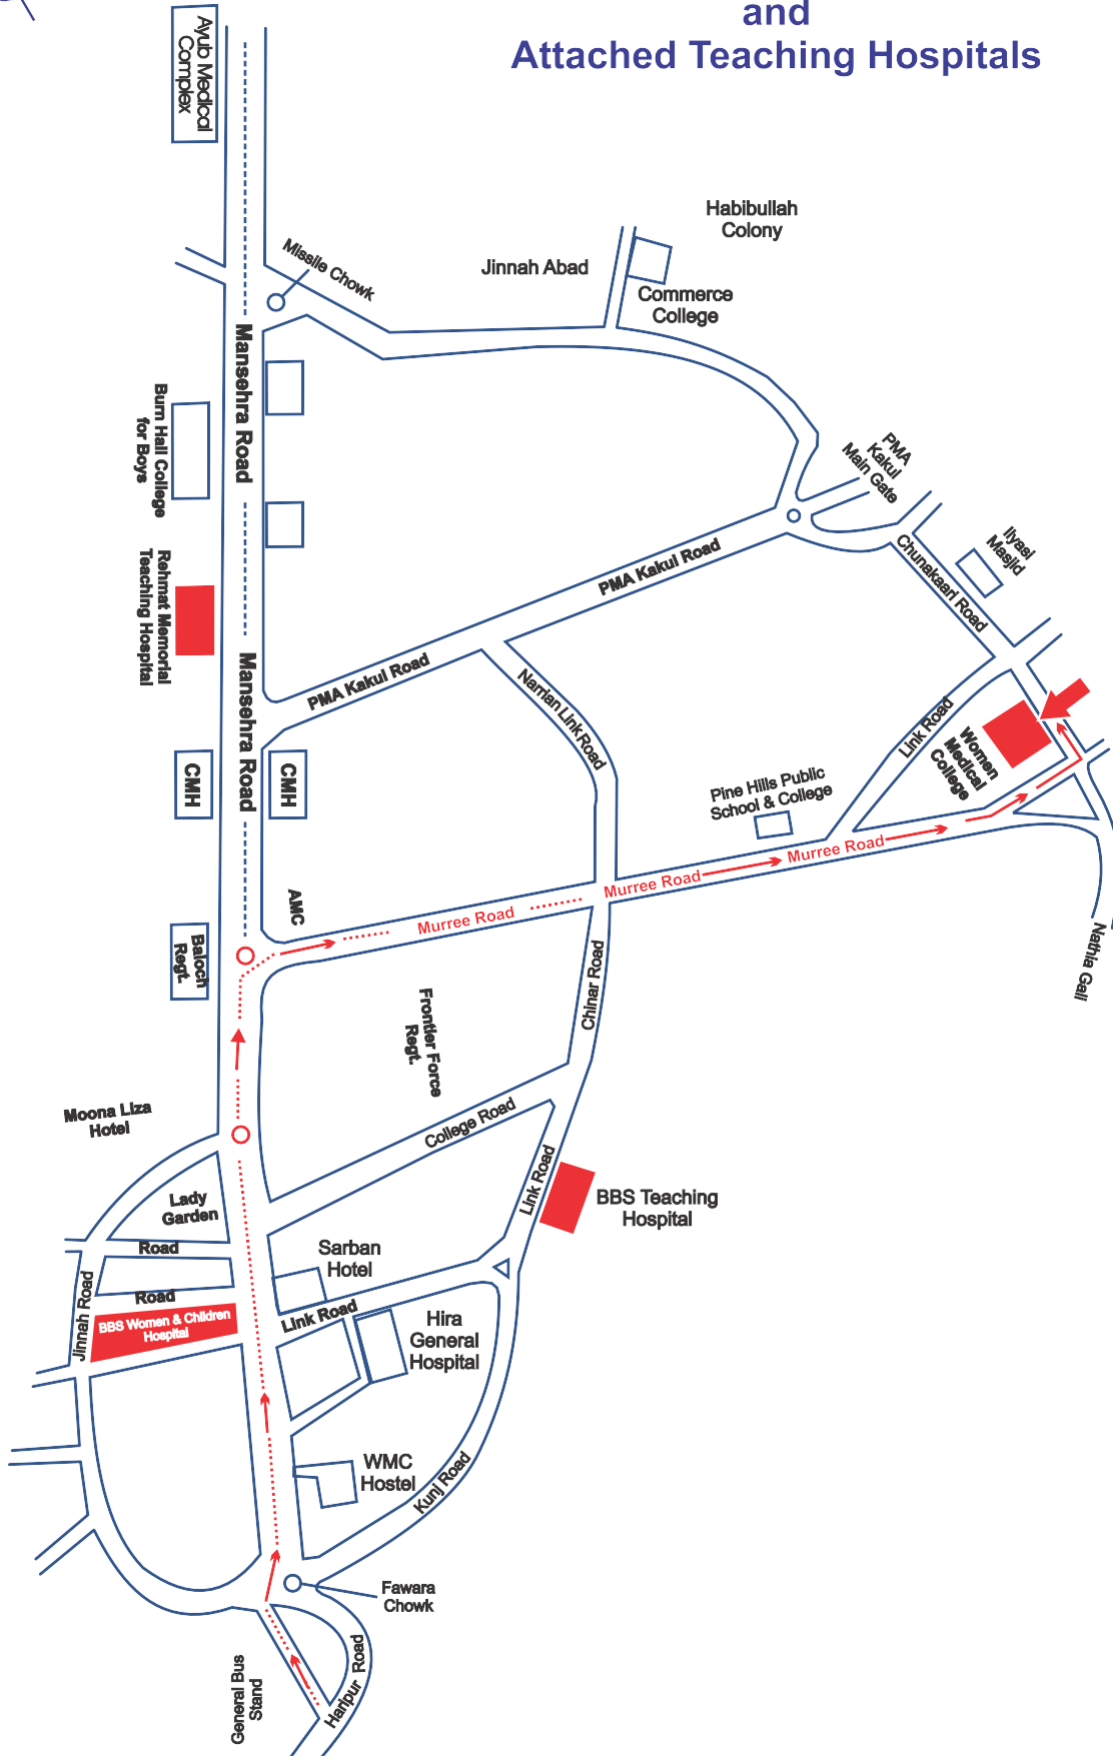 and
Attached Teaching Hospitals
Ayub Medical
Complex
Habibullah
Colony
Jinnah Abad
Missile Chowk
Commerce
College
Mansehra Road
Burn Hall College
for Boys
PMA
Kakul
Main Gate
Ilyasi
Masjid
Chunakaari Road
PMA Kakul Road
Rehmat Memorial
Teaching Hospital
PMA Kakul Road
Mansehra Road
Narrian Link Road
Link Road
Women
Medical
College
CMH
CMH
Pine Hills Public
School & College
Murree Road
Murree Road
Murree Road
AMC
Baloch
Regt.
Chinar Road
Nathia Gali
Frontier Force
Regt.
Moona Liza
Hotel
College Road
Link Road
BBS Teaching
Hospital
Lady
Garden
Road
Sarban
Hotel
Road
Jinnah Road
BBS Women & Children
Hospital
Link Road
Hira
General
Hospital
WMC
Hostel
Kunj Road
Fawara
Chowk
General Bus
Stand
Haripur Road